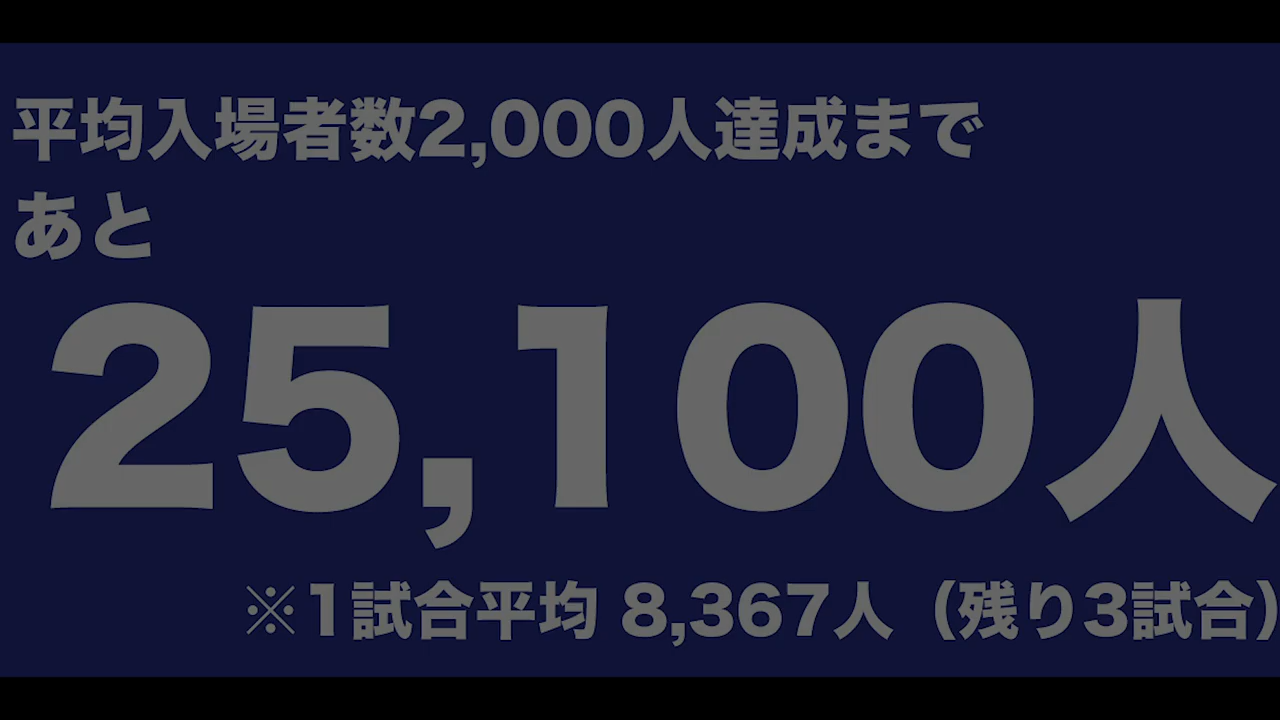 平均入場者数2,000人達成まで
あと
25,100人
※1試合平均 8,367人（残り3試合）